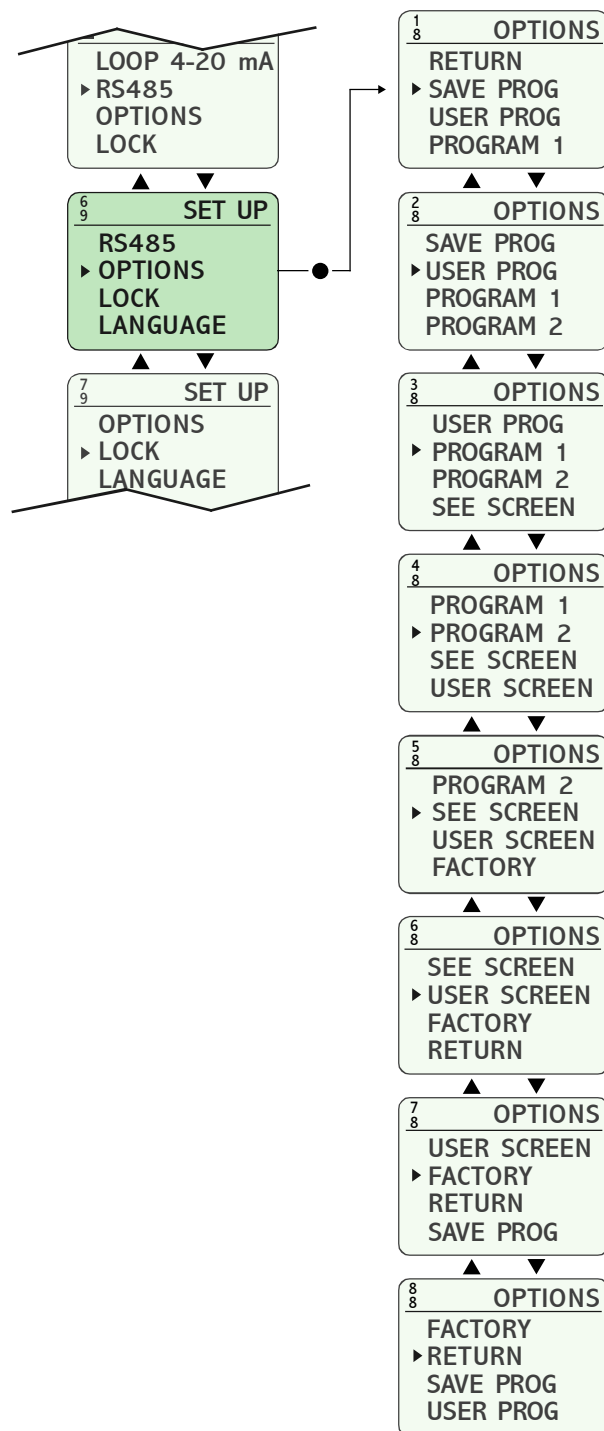 LOOP 4-20 mA
RS485
OPTIONS
LOCK
6
9
SET UP
RS485
OPTIONS
LOCK
LANGUAGE
7
9
SET UP
OPTIONS
LOCK
LANGUAGE
1
8
OPTIONS
RETURN
SAVE PROG
USER PROG
PROGRAM 1
2
8
OPTIONS
SAVE PROG
USER PROG
PROGRAM 1
PROGRAM 2
3
8
OPTIONS
USER PROG
PROGRAM 1
PROGRAM 2
SEE SCREEN
4
8
OPTIONS
PROGRAM 1
PROGRAM 2
SEE SCREEN
USER SCREEN
5
8
OPTIONS
PROGRAM 2
SEE SCREEN
USER SCREEN
FACTORY
6
8
OPTIONS
SEE SCREEN
USER SCREEN
FACTORY
RETURN
7
8
OPTIONS
USER SCREEN
FACTORY
RETURN
SAVE PROG
8
8
OPTIONS
FACTORY
RETURN
SAVE PROG
USER PROG